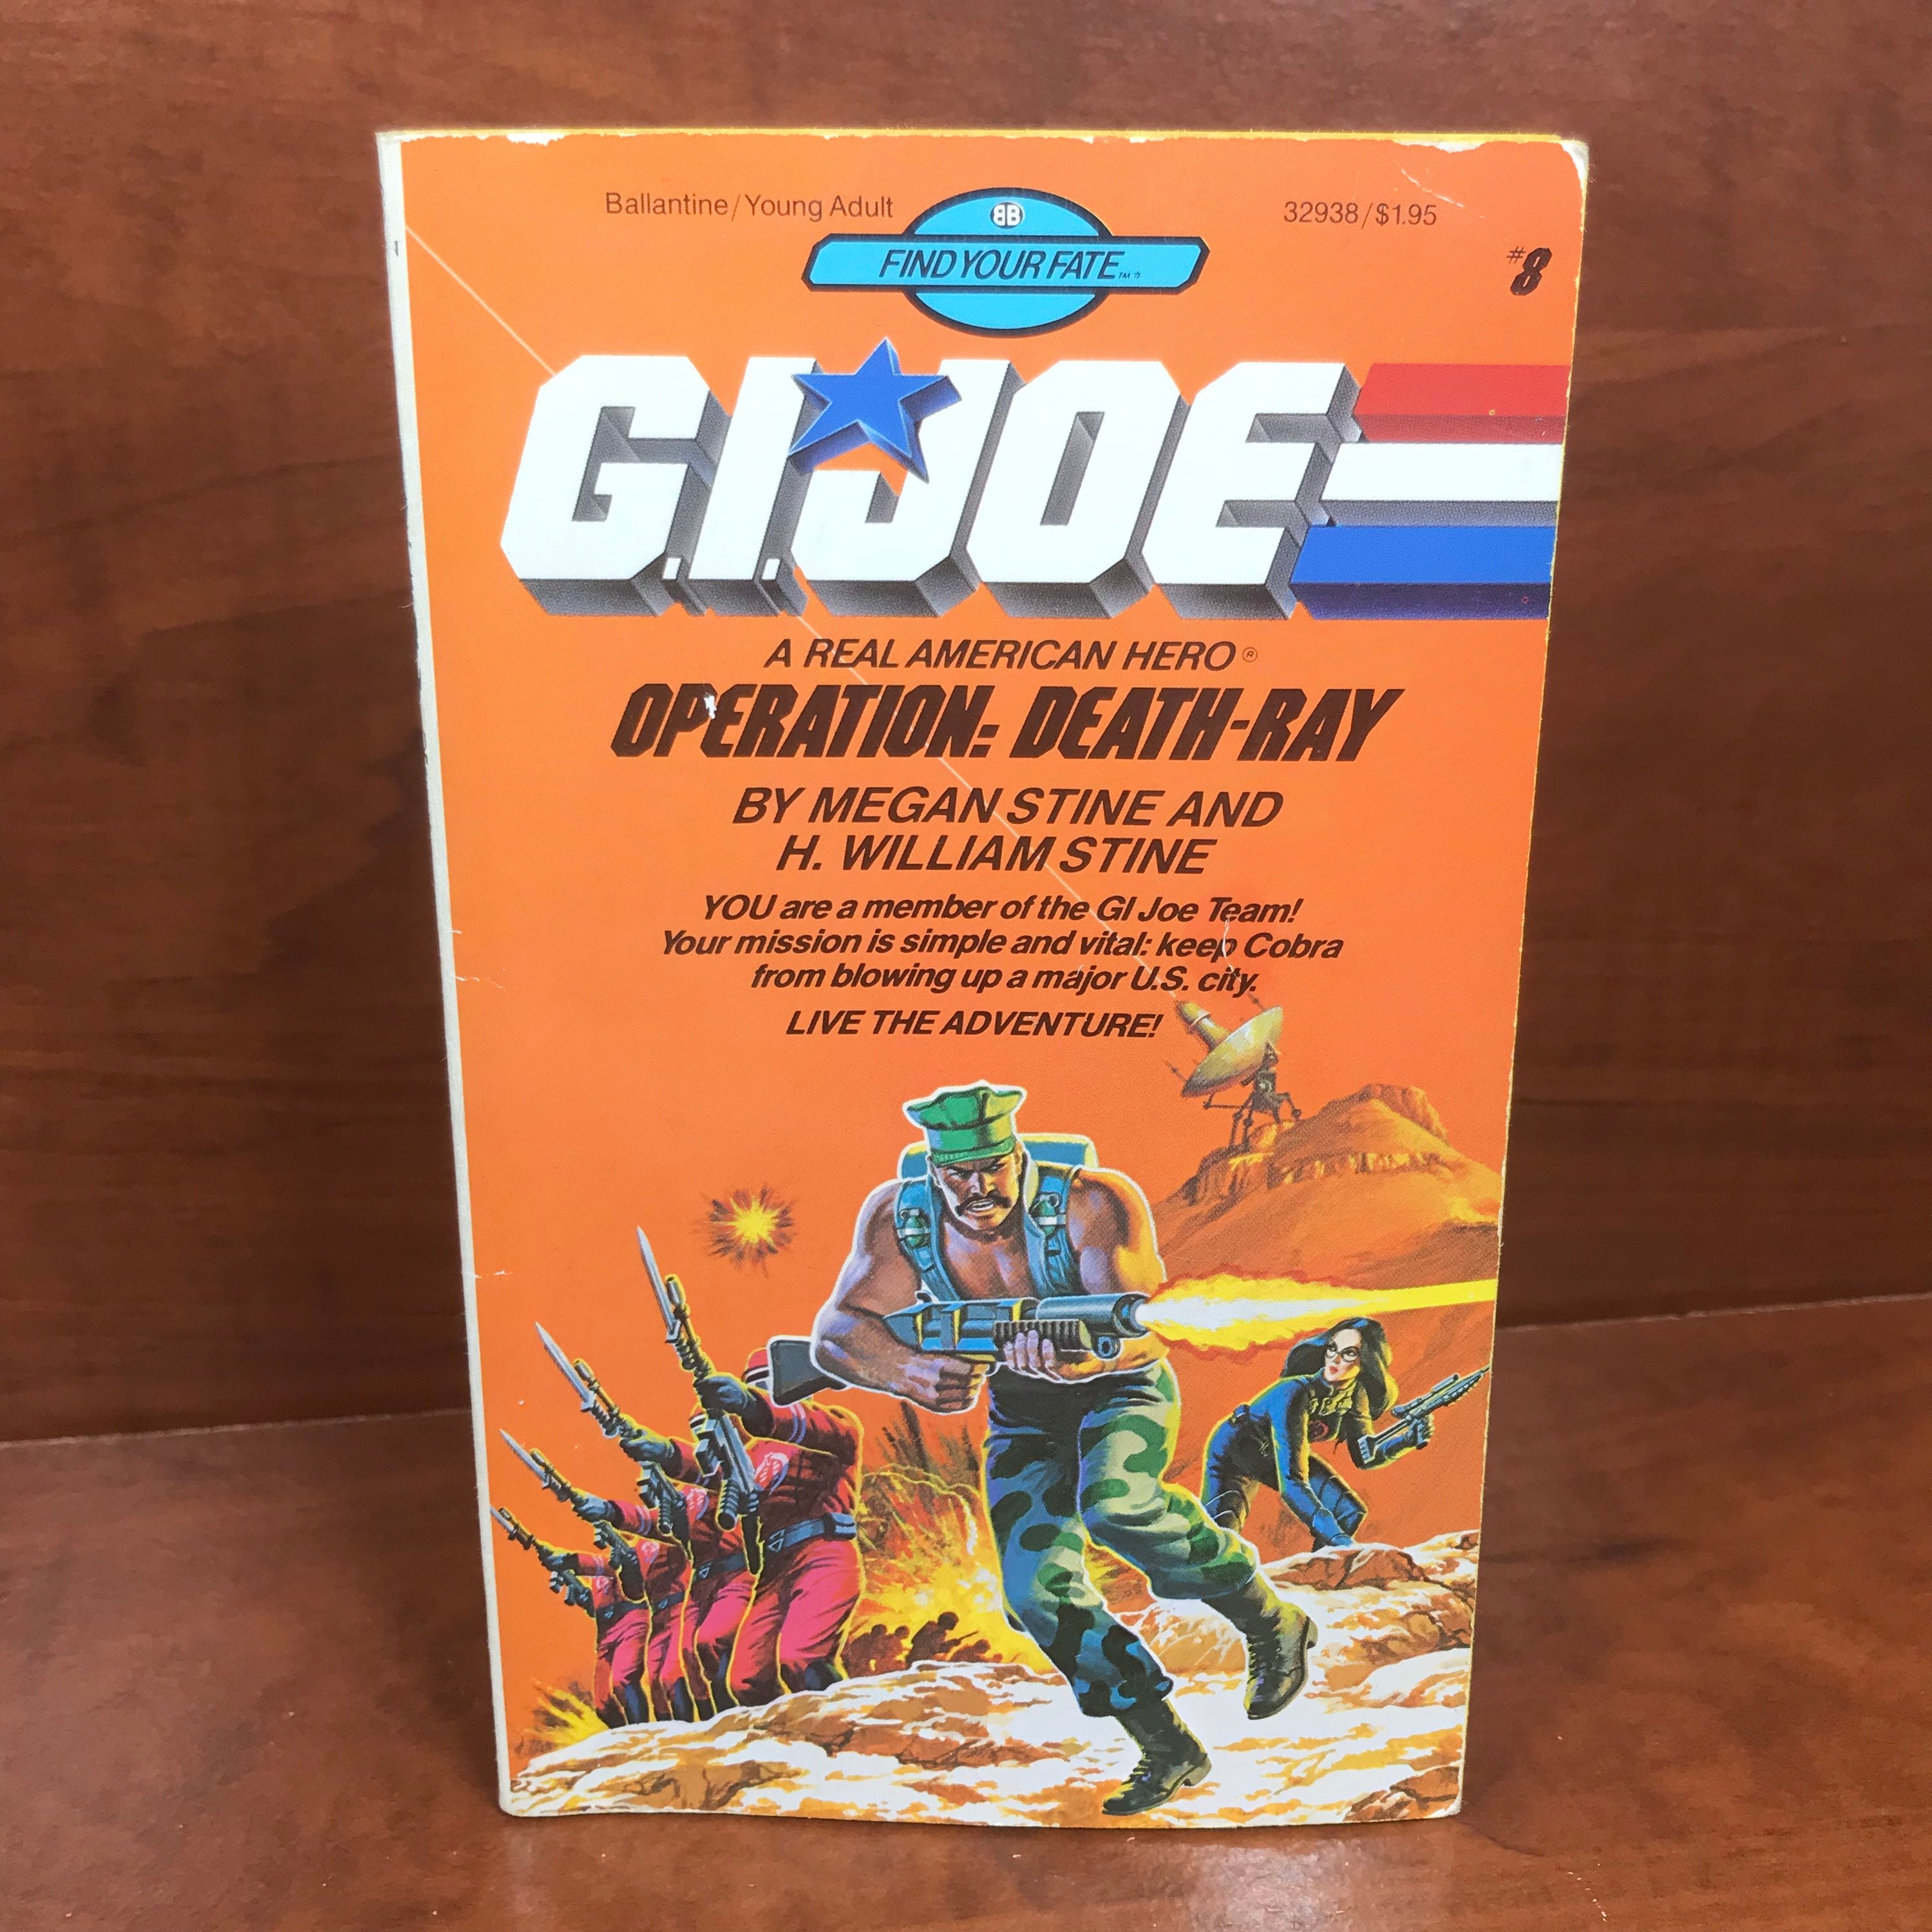 Ballantine/Young Adult
32938/$1.95
BB
FIND YOUR FATE™*
#8
G.I.JOE
A REAL AMERICAN HERO®
OPERATION: DEATH-RAY
BY MEGAN STINE AND
H. WILLIAM STINE
YOU are a member of the GI Joe Team!
Your mission is simple and vital: keep Cobra
from blowing up a major U.S. city.
LIVE THE ADVENTURE!